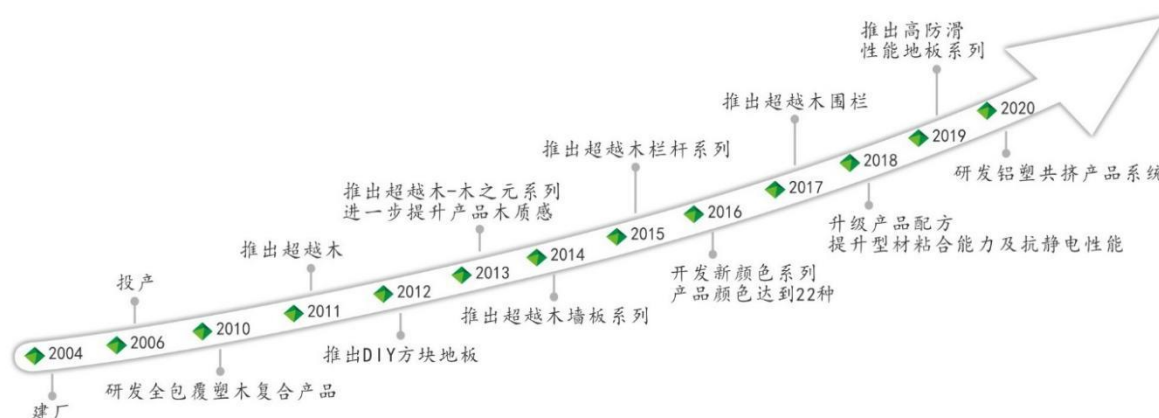 推出高防滑
性能地板系列
2020
推出超越木围栏
2019
研发铝塑共挤产品系统
推出超越木栏杆系列
2018
2017
升级产品配方
提升型材粘合能力及抗静电性能
推出超越木-木之元系列
进一步提升产品木质感
2016
2015
开发新颜色系列
产品颜色达到22种
推出超越木
2014
2013
推出超越木墙板系列
投产
2012
2011
推出DIY方块地板
2010
2006
2004
研发全包覆塑木复合产品
建厂